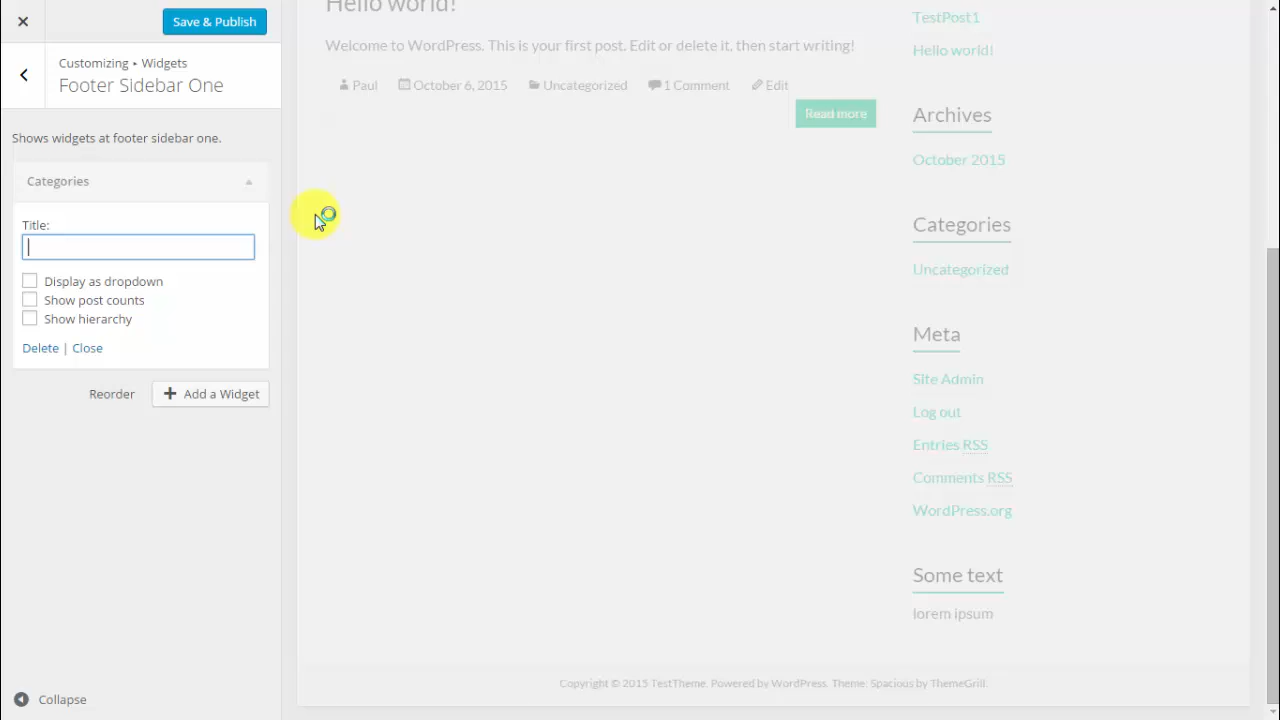 Save & Publish
Customizing ▸ Widgets
Footer Sidebar One
Shows widgets at footer sidebar one.
Categories
Title:
Display as dropdown
Show post counts
Show hierarchy
Delete | Close
Reorder
Add a Widget
Collapse
Hello world!
Welcome to WordPress. This is your first post. Edit or delete it, then start writing!
Paul October 6, 2015 Uncategorized 1 Comment Edit
Read more
TestPost1
Hello world!
Archives
October 2015
Categories
Uncategorized
Meta
Site Admin
Log out
Entries RSS
Comments RSS
WordPress.org
Some text
lorem ipsum
Copyright © 2015 TestTheme. Powered by WordPress. Theme: Spacious by ThemeGrill.